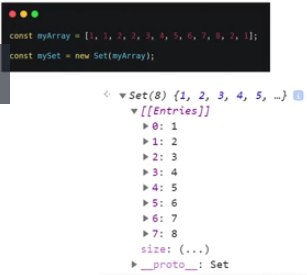 const myArray = [1, 1, 2, 2, 3, 4, 5, 6, 7, 8, 2, 1];
const mySet = new Set(myArray);
Set(8) {1, 2, 3, 4, 5, …}
[[Entries]]
0: 1
1: 2
2: 3
3: 4
4: 5
5: 6
6: 7
7: 8
size: (...)
__proto__: Set